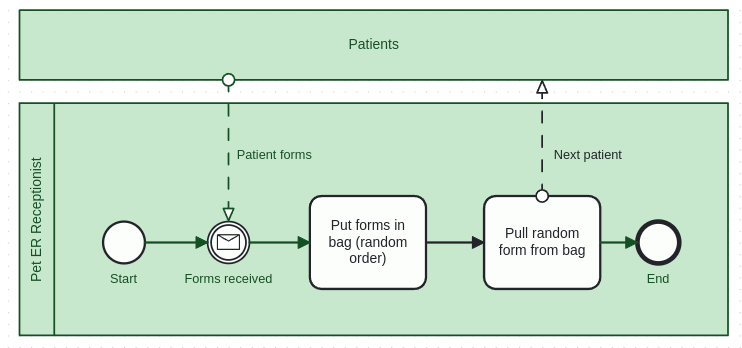 Patients
Pet ER Receptionist
Patient forms
Next patient
Put forms in
bag (random
order)
Pull random
form from bag
Start
Forms received
End